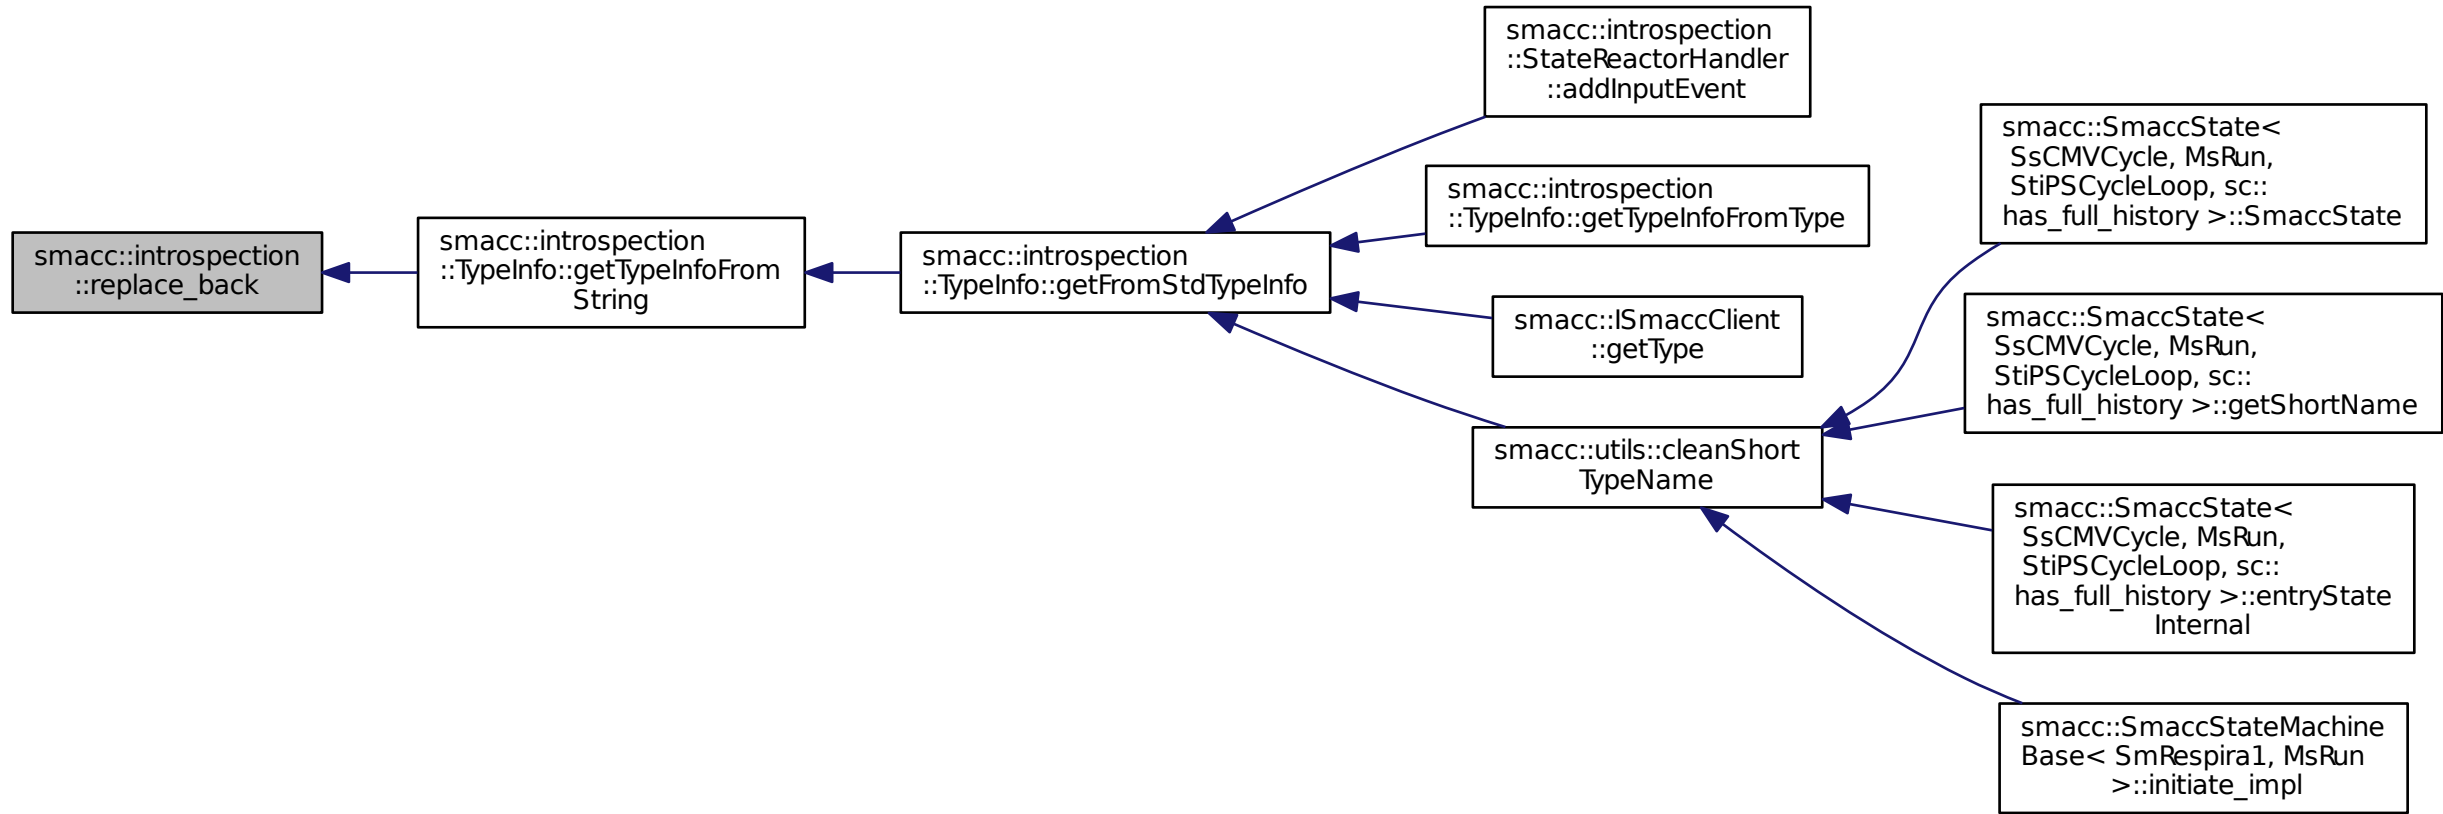 smacc::introspection
::replace_back
smacc::introspection
::TypeInfo::getTypeInfoFrom
String
smacc::introspection
::TypeInfo::getFromStdTypeInfo
smacc::introspection
::StateReactorHandler
::addInputEvent
smacc::introspection
::TypeInfo::getTypeInfoFromType
smacc::ISmaccClient
::getType
smacc::utils::cleanShort
TypeName
smacc::SmaccState<
SsCMVCycle, MsRun,
StiPSCycleLoop, sc::
has_full_history >::SmaccState
smacc::SmaccState<
SsCMVCycle, MsRun,
StiPSCycleLoop, sc::
has_full_history >::getShortName
smacc::SmaccState<
SsCMVCycle, MsRun,
StiPSCycleLoop, sc::
has_full_history >::entryState
Internal
smacc::SmaccStateMachine
Base< SmRespira1, MsRun
>::initiate_impl